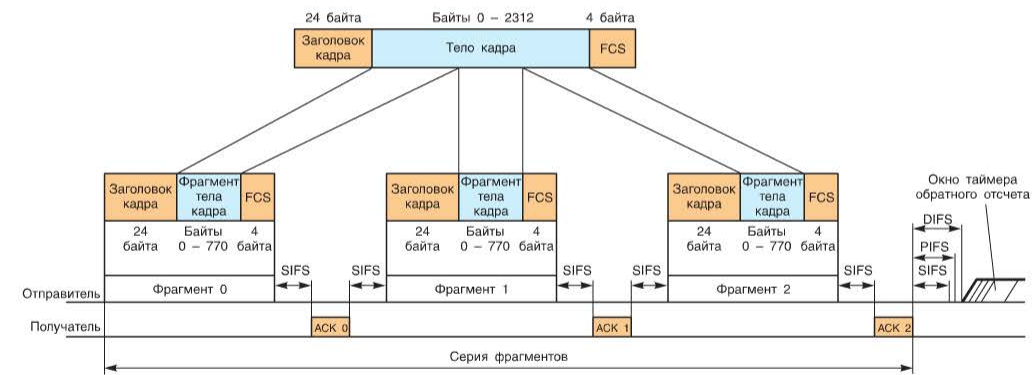 24 байта Байты 0 – 2312 4 байта
Заголовок кадра Тело кадра FCS
Заголовок кадра Фрагмент тела кадра FCS Заголовок кадра Фрагмент тела кадра FCS Заголовок кадра Фрагмент тела кадра FCS
Окно таймера
обратного отсчета
24 байта Байты 0 – 770 4 байта 24 байта Байты 0 – 770 4 байта 24 байта Байты 0 – 770 4 байта
DIFS
PIFS
SIFS SIFS SIFS SIFS SIFS SIFS
Отправитель Фрагмент 0 Фрагмент 1 Фрагмент 2
Получатель ACK 0 ACK 1 ACK 2
Серия фрагментов